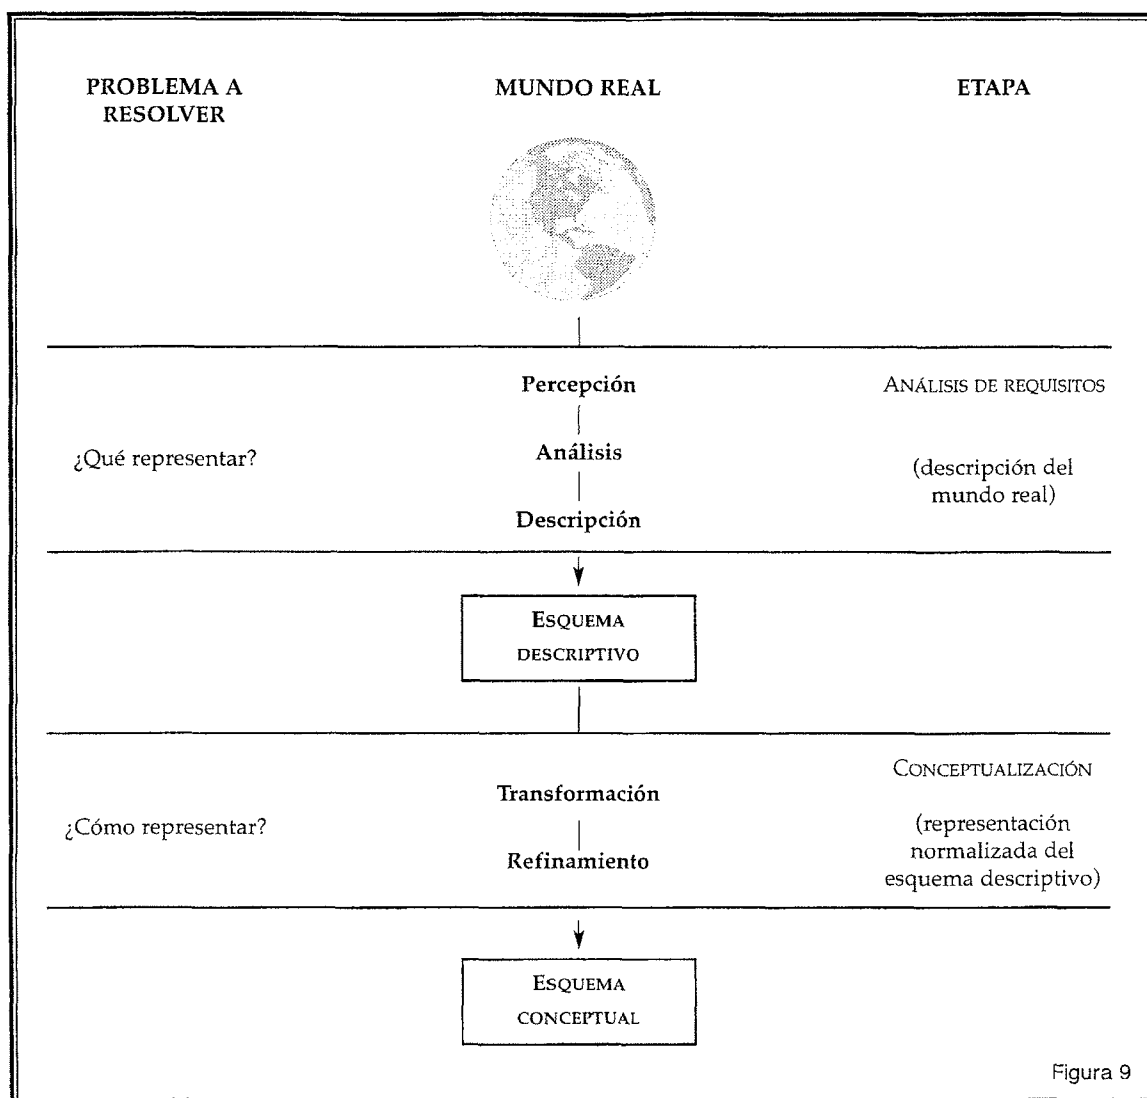 PROBLEMA A
RESOLVER
MUNDO REAL
ETAPA
Percepción
ANÁLISIS DE REQUISITOS
¿Qué representar?
Análisis
(descripción del
mundo real)
Descripción
ESQUEMA
DESCRIPTIVO
CONCEPTUALIZACIÓN
Transformación
¿Cómo representar?
(representación
normalizada del
esquema descriptivo)
Refinamiento
ESQUEMA
CONCEPTUAL
Figura 9